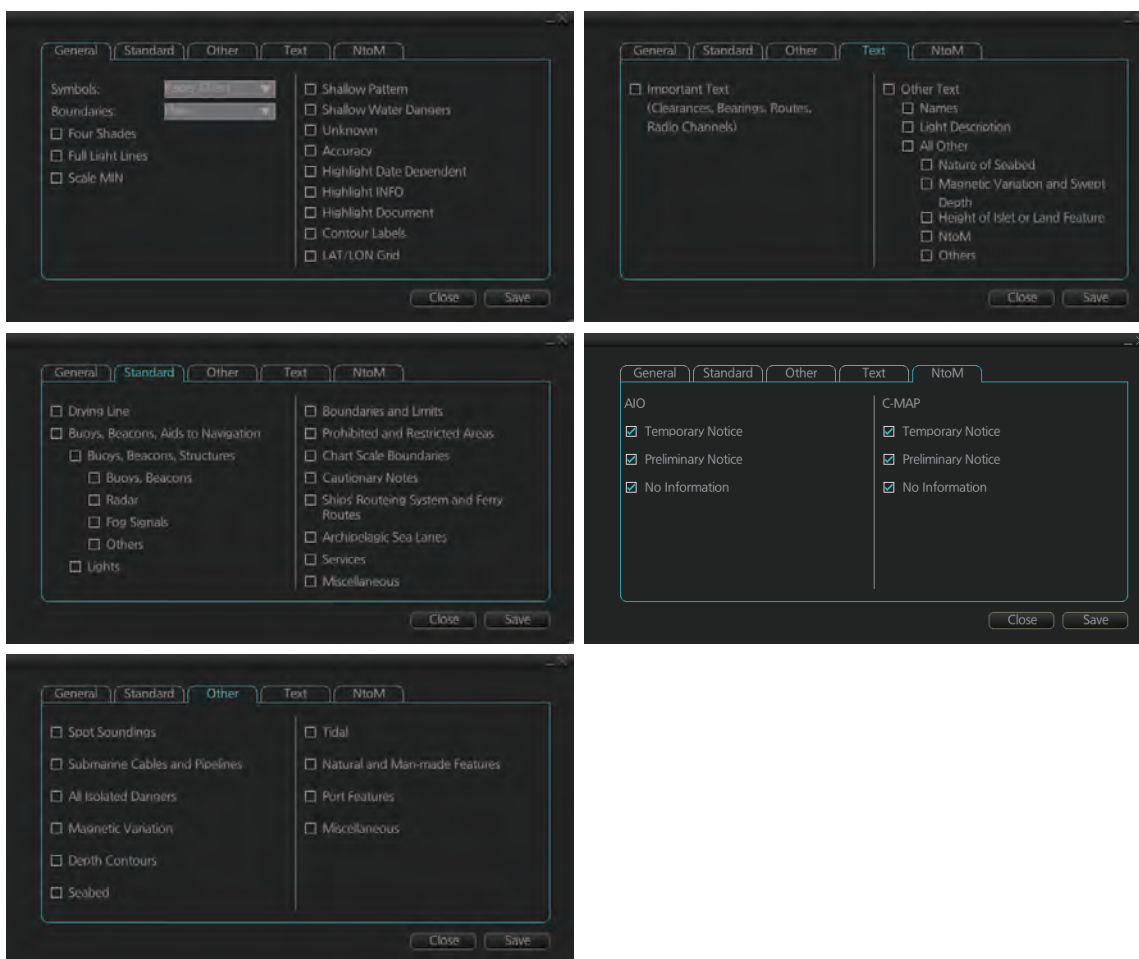 General Standard Other Text NtoM
Symbols:
Boundaries:
Four Shades
Full Light Lines
Scale MIN
Shallow Pattern
Shallow Water Dangers
Unknown
Accuracy
Highlight Date Dependent
Highlight INFO
Highlight Document
Contour Labels
LAT/LON Grid
Close Save
General Standard Other Text NtoM
Important Text
(Clearances, Bearings, Routes,
Radio Channels)
Other Text
Names
Light Description
All Other
Nature of Seabed
Magnetic Variation and Swept
Depth
Height of Islet or Land Feature
NtoM
Others
Close Save
General Standard Other Text NtoM
Drying Line
Buoys, Beacons, Aids to Navigation
Buoys, Beacons, Structures
Buoys, Beacons
Radar
Fog Signals
Others
Lights
Boundaries and Limits
Prohibited and Restricted Areas
Chart Scale Boundaries
Cautionary Notes
Ships Routeing System and Ferry
Routes
Archipelagic Sea Lanes
Services
Miscellaneous
Close Save
General Standard Other Text NtoM
AIO
Temporary Notice
Preliminary Notice
No Information
C-MAP
Temporary Notice
Preliminary Notice
No Information
Close Save
General Standard Other Text NtoM
Spot Soundings
Submarine Cables and Pipelines
All Isolated Dangers
Magnetic Variation
Depth Contours
Seabed
Tidal
Natural and Man-made Features
Port Features
Miscellaneous
Close Save